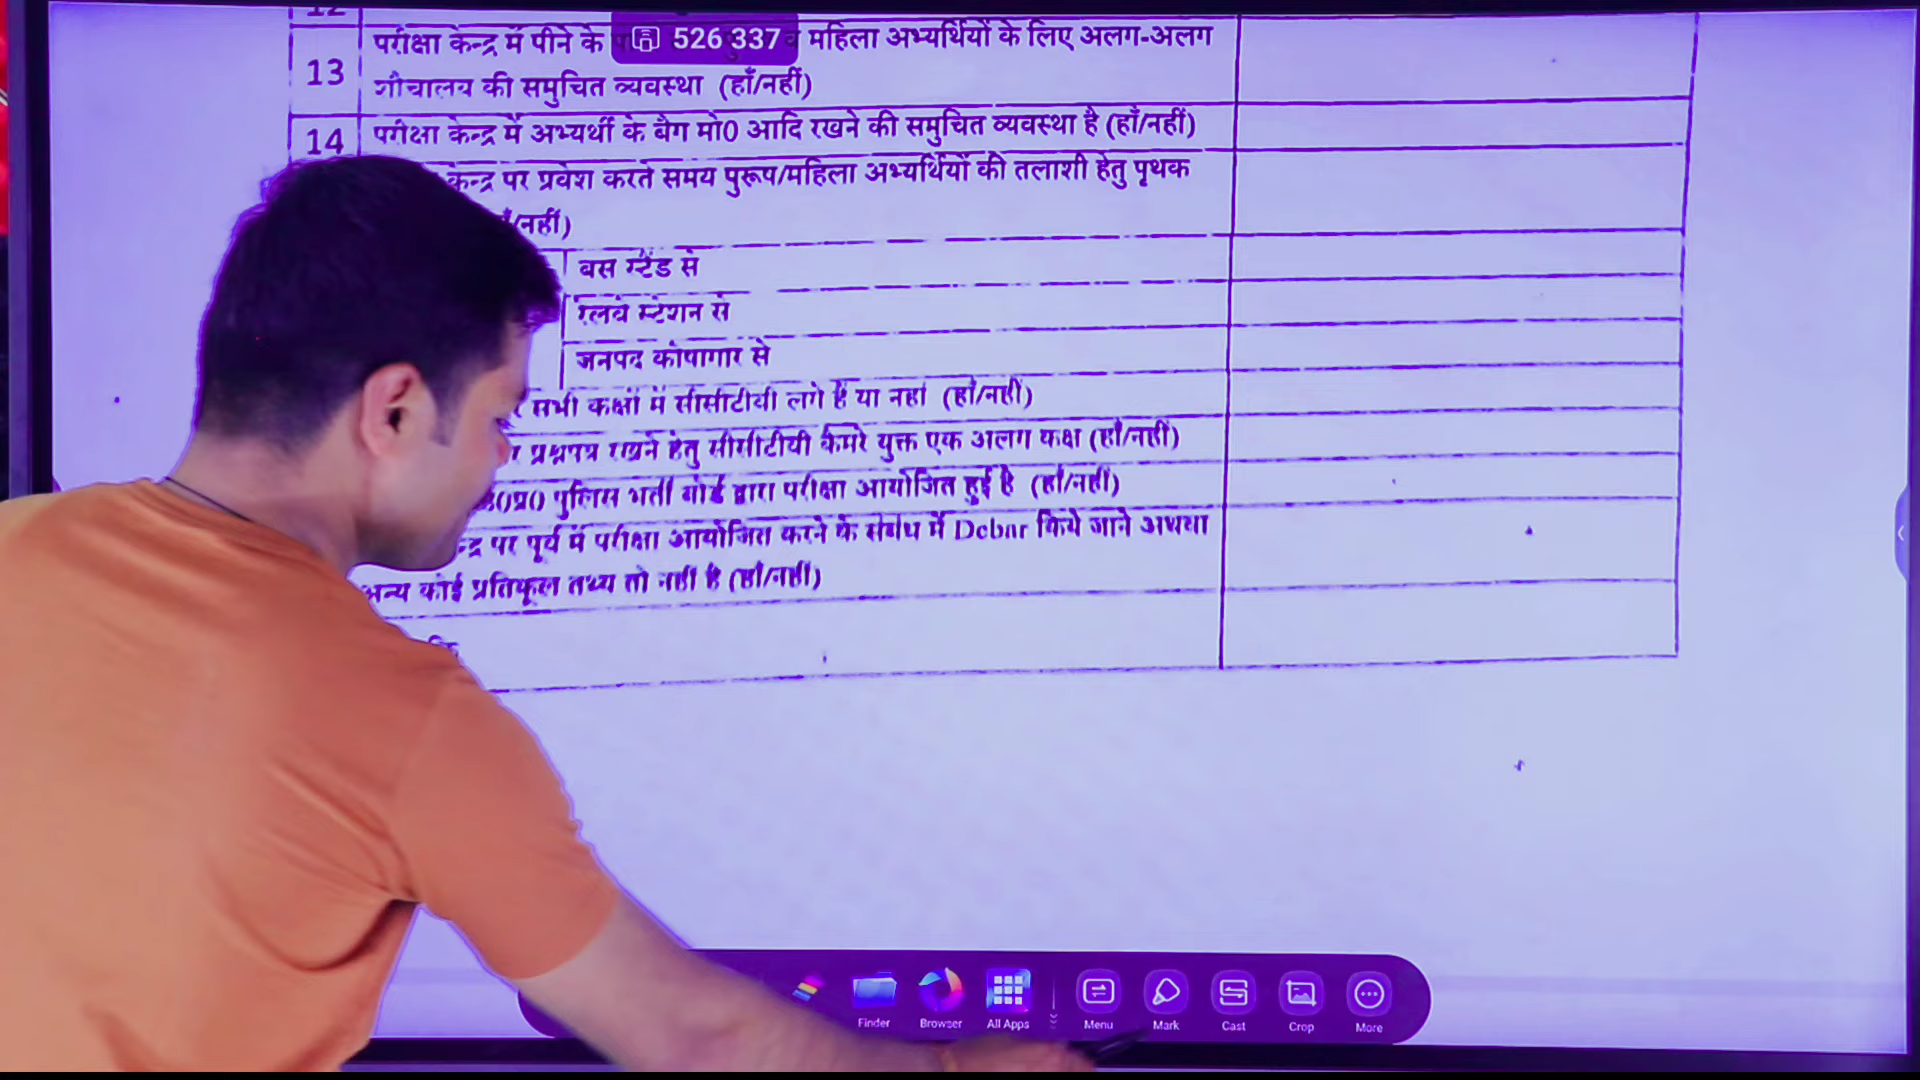 12
परीक्षा केन्द्र में पीने के 526 337 महिला अभ्यर्थियों के लिए अलग-अलग
13 शौचालय की समुचित व्यवस्था (हाँ/नहीं)
14 परीक्षा केन्द्र में अभ्यर्थी के बैग मो0 आदि रखने की समुचित व्यवस्था है (हाँ/नहीं)
केन्द्र पर प्रवेश करते समय पुरूष/महिला अभ्यर्थियों की तलाशी हेतु पृथक
/नहीं)
बस स्टैंड से
रेलवे स्टेशन से
जनपद कोषागार से
सभी कक्षों में सीसीटीवी लगे है या नहीं (हाँ/नहीं)
प्रश्नपत्र रखने हेतु सीसीटीवी कैमरे युक्त एक अलग कक्ष (हाँ/नहीं)
उ0प्र0 पुलिस भर्ती बोर्ड द्वारा परीक्षा आयोजित हुई है (हाँ/नहीं)
न्द्र पर पूर्व में परीक्षा आयोजित करने के संबंध में Debar किये जाने अथवा
अन्य कोई प्रतिकूल तथ्य तो नहीं है (हाँ/नहीं)
Finder Browser All Apps Menu Mark Cast Crop More